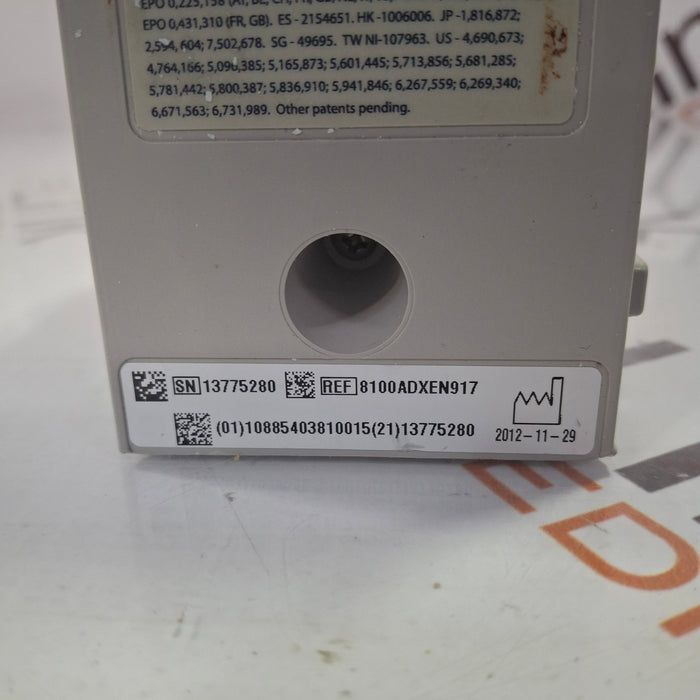 EPO 0,431,310 (FR, GB). ES - 2154651. HK -1006006. JP -1,816,872;
2,594,604; 7,502,678. SG - 49695. TW NI-107963. US - 4,690,673;
4,764,166; 5,096,385; 5,165,873; 5,601,445; 5,713,856; 5,681,285;
5,781,442; 5,800,387; 5,836,910; 5,941,846; 6,267,559; 6,269,340;
6,671,563; 6,731,989. Other patents pending.
SN 13775280 REF 8100ADXEN917
(01)10885403810015(21)13775280 2012-11-29